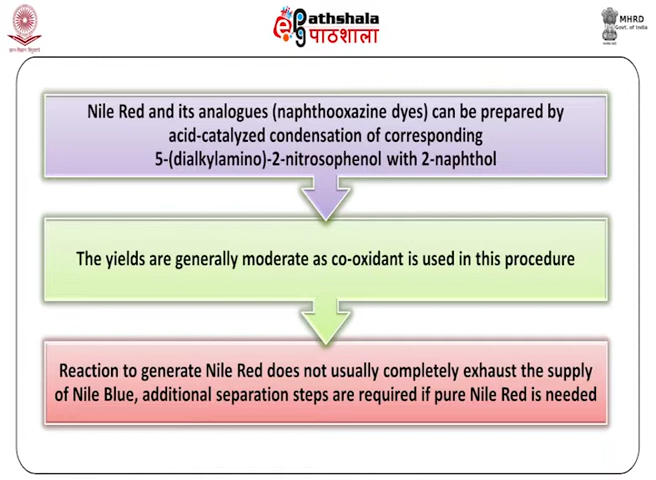 Pathshala
पाठशाला
MHRD
Govt. of India
Nile Red and its analogues (naphthooxazine dyes) can be prepared by
acid-catalyzed condensation of corresponding
5-(dialkylamino)-2-nitrosophenol with 2-naphthol
The yields are generally moderate as co-oxidant is used in this procedure
Reaction to generate Nile Red does not usually completely exhaust the supply
of Nile Blue, additional separation steps are required if pure Nile Red is needed